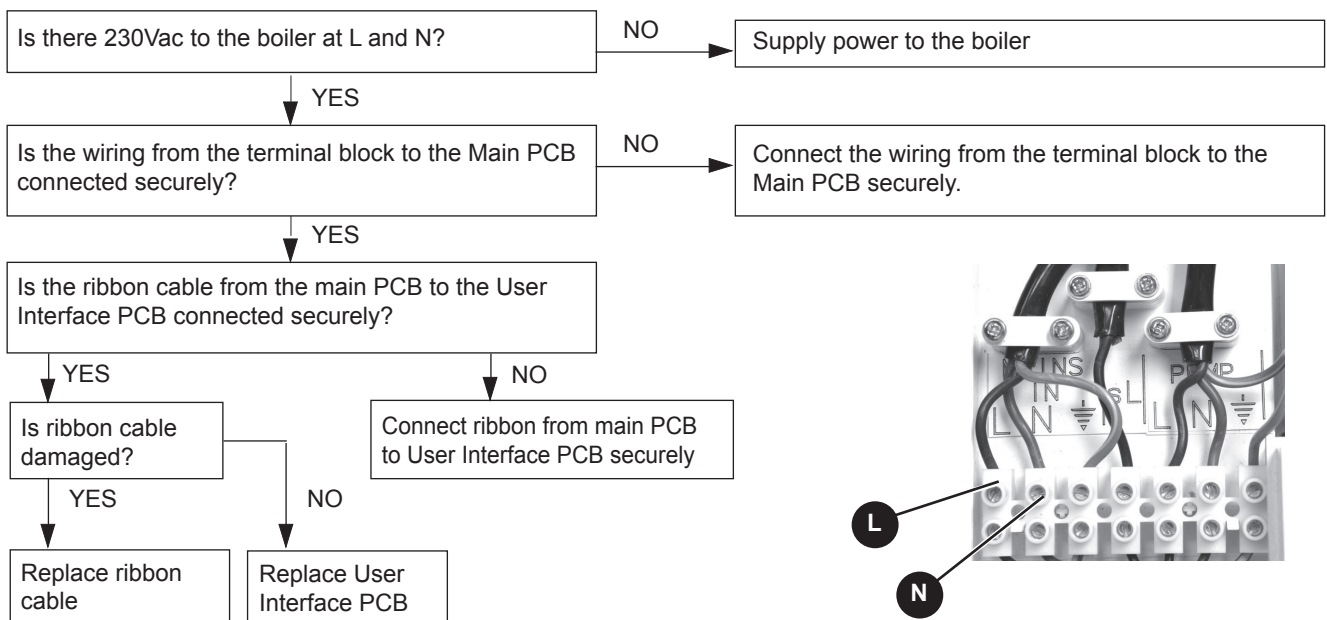 Is there 230Vac to the boiler at L and N?
NO
Supply power to the boiler
YES
Is the wiring from the terminal block to the Main PCB
connected securely?
NO
Connect the wiring from the terminal block to the
Main PCB securely.
YES
Is the ribbon cable from the main PCB to the User
Interface PCB connected securely?
YES
NO
Is ribbon cable
damaged?
Connect ribbon from main PCB
to User Interface PCB securely
YES
NO
Replace ribbon
cable
Replace User
Interface PCB
MAINS
IN
L N
SL
PUMP
L N
L
N